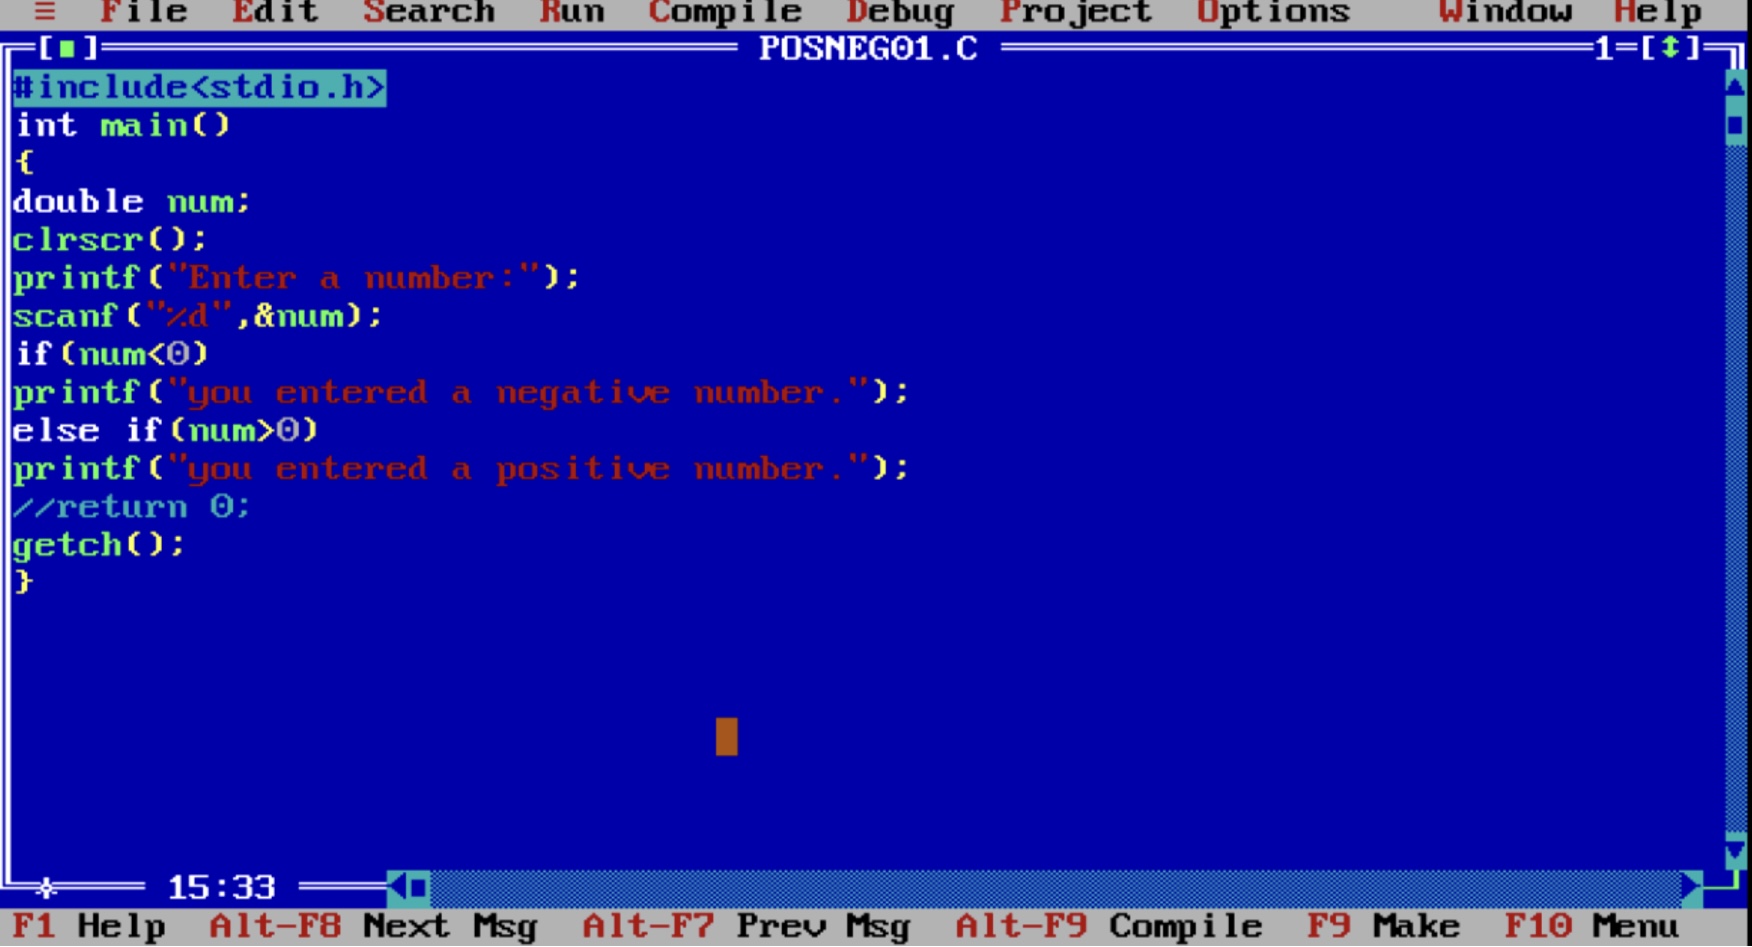 ≡ File Edit Search Run Compile Debug Project Options Window Help
[■] POSNEG01.C 1=[↕]
#include<stdio.h>
int main()
{
double num;
clrscr();
printf("Enter a number:");
scanf("%d",&num);
if(num<0)
printf("you entered a negative number.");
else if(num>0)
printf("you entered a positive number.");
//return 0;
getch();
}
15:33
F1 Help Alt-F8 Next Msg Alt-F7 Prev Msg Alt-F9 Compile F9 Make F10 Menu